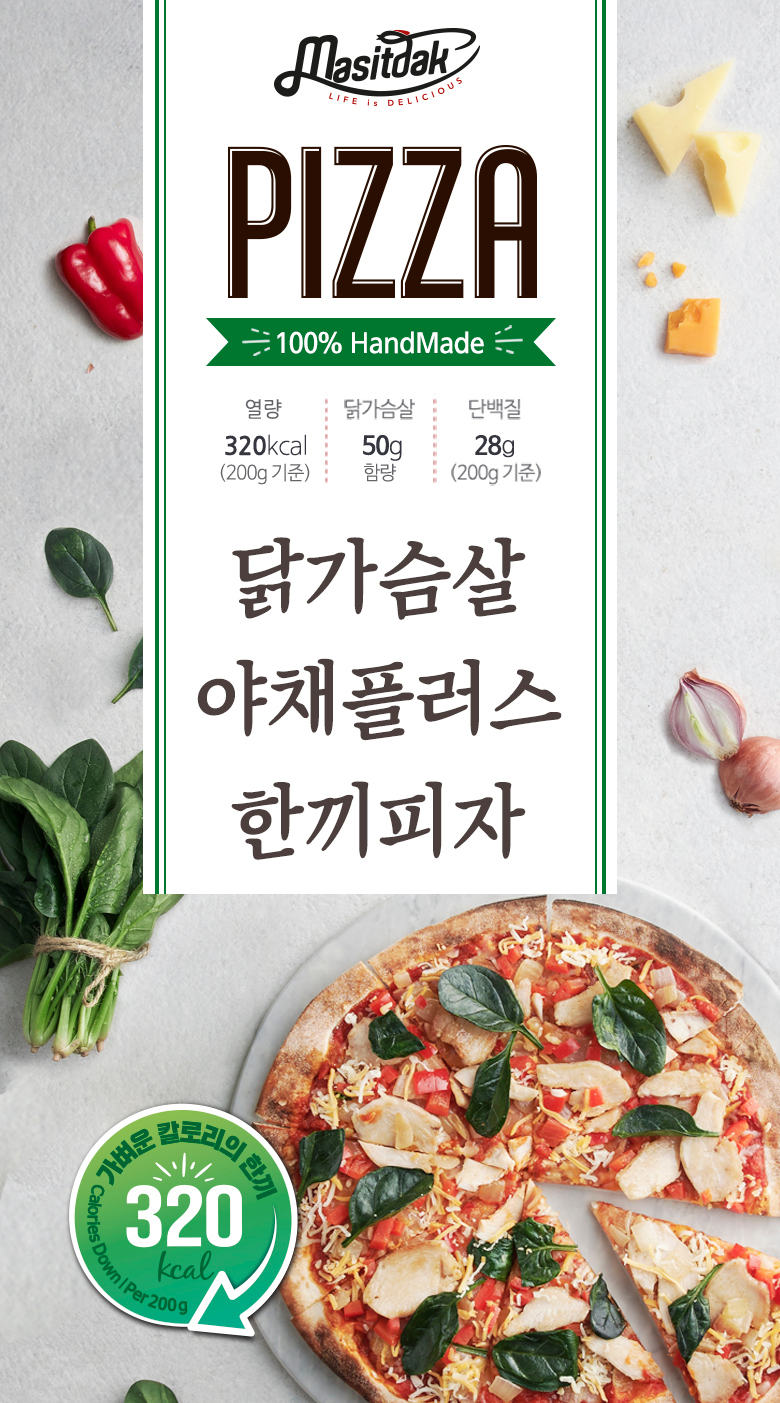 Masitdak
LIFE is DELICIOUS
PIZZA
100% HandMade
열량
320kcal
(200g 기준)
닭가슴살
50g
함량
단백질
28g
(200g 기준)
닭가슴살
야채플러스
한끼피자
가벼운 칼로리의 한끼
320
kcal
Calories Down / Per 200 g